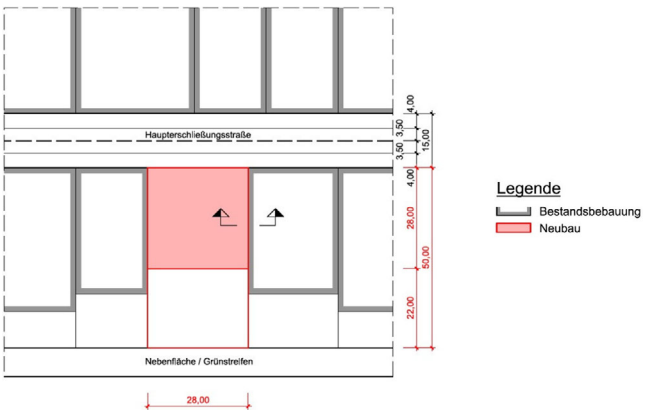 Haupterschließungsstraße
4,00
3,50
3,50
4,00
15,00
28,00
50,00
22,00
Legende
Bestandsbebauung
Neubau
Nebenfläche / Grünstreifen
28,00